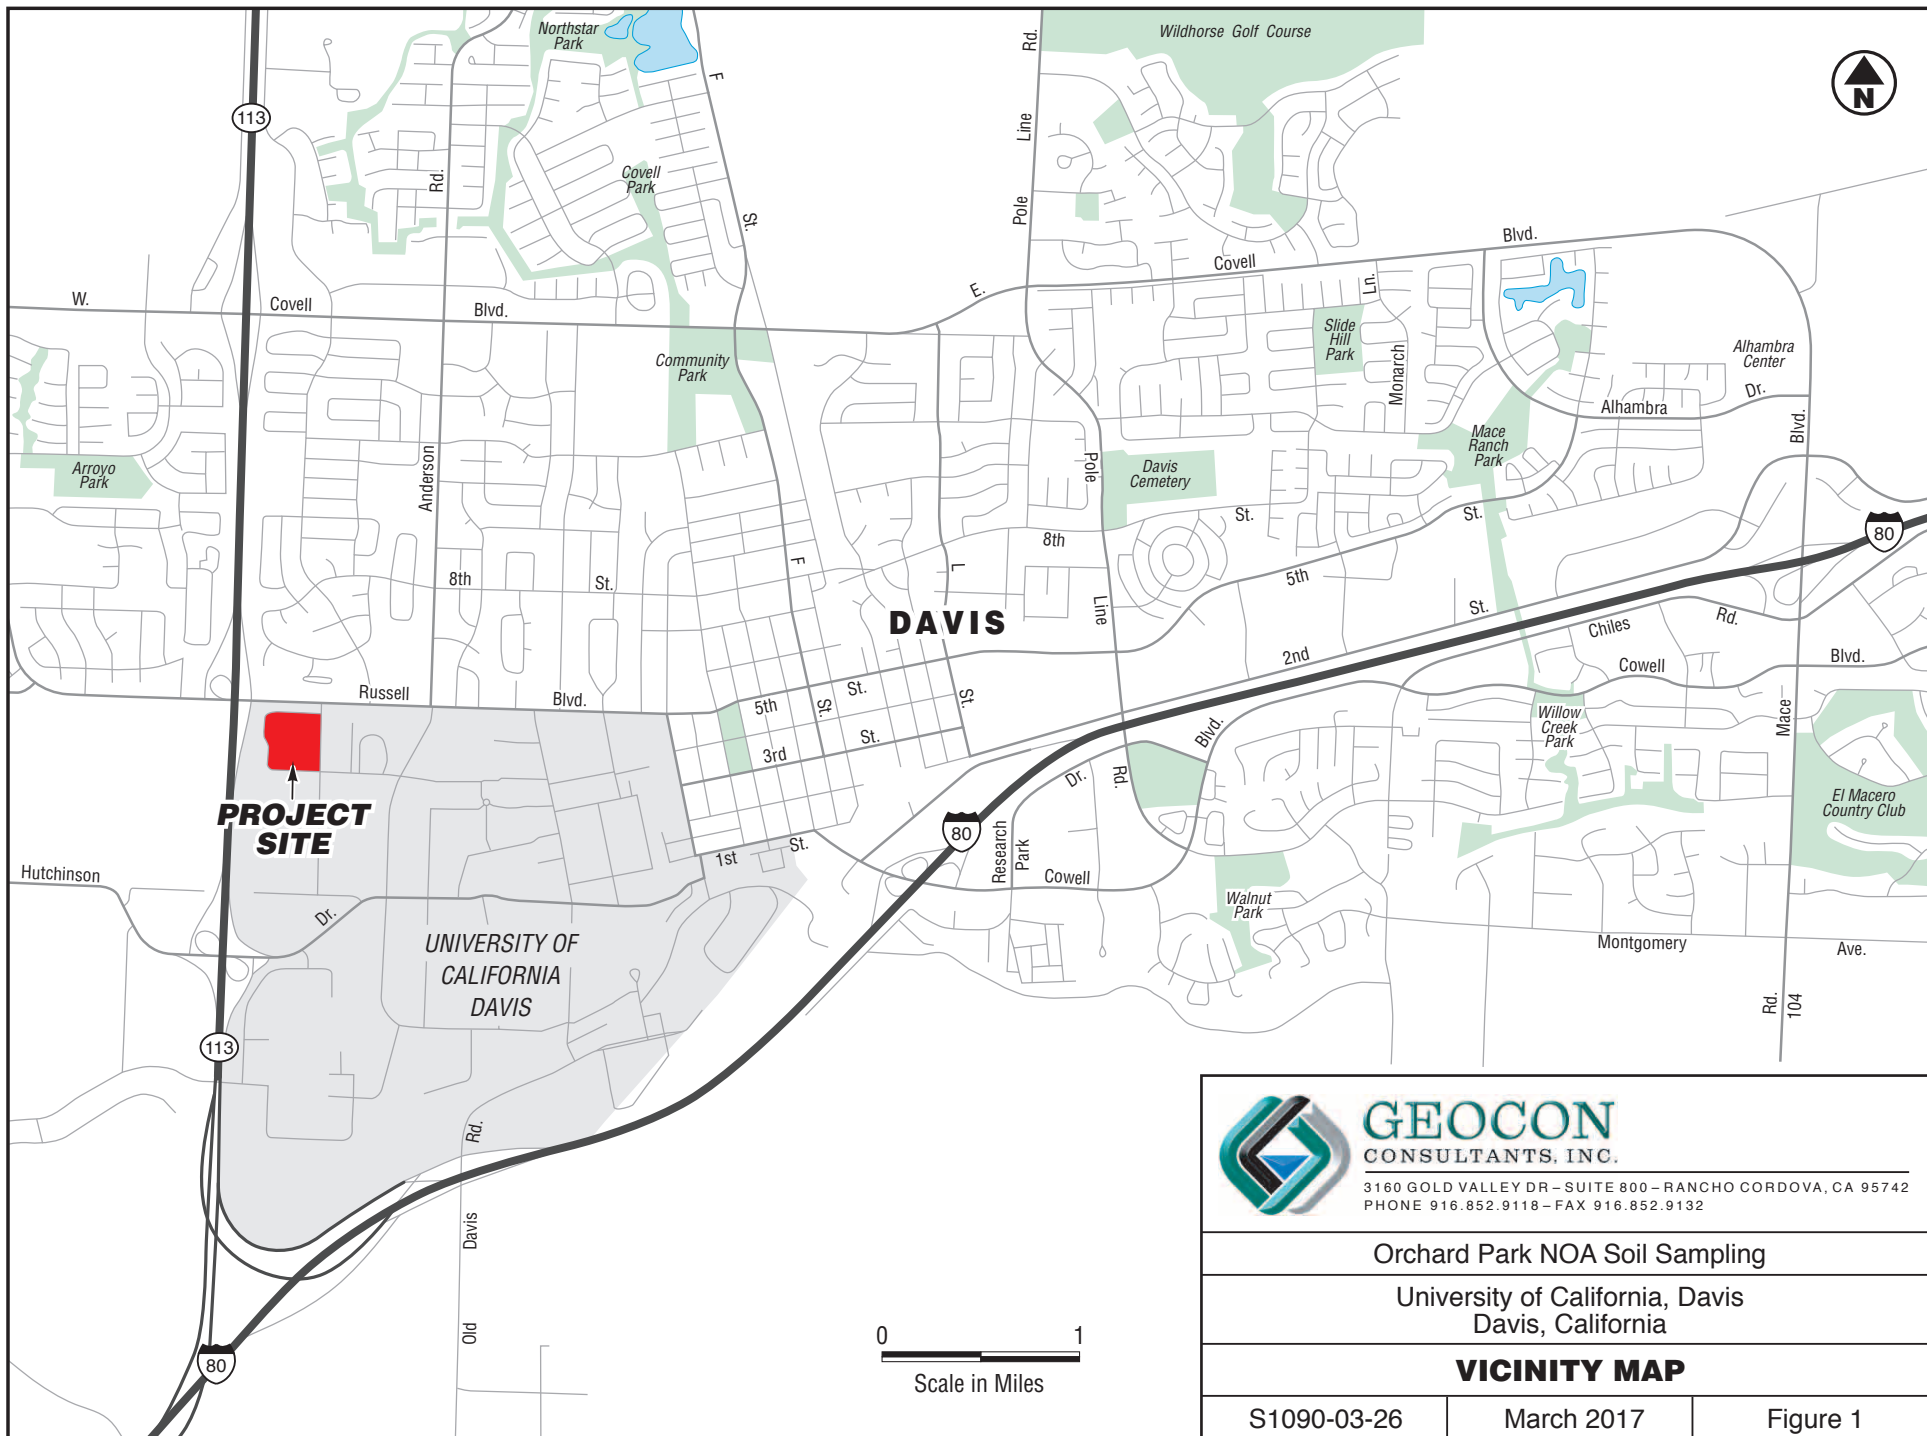 Northstar
Park
Wildhorse Golf Course
Rd.
F
N
113
Line
Covell
Park
Rd.
Pole
St.
Blvd.
Covell
E.
Ln.
W.
Covell
Blvd.
Slide
Hill
Park
Community
Park
Monarch
Alhambra
Center
Dr.
Alhambra
Blvd.
Mace
Ranch
Park
Arroyo
Park
Anderson
Pole
Davis
Cemetery
St.
St.
80
8th
F
L
5th
8th
St.
Line
St.
DAVIS
Chiles
Rd.
2nd
Cowell
Blvd.
Russell
Blvd.
5th
St.
St.
St.
Mace
Willow
Creek
Park
Blvd.
3rd
St.
Dr.
Rd.
PROJECT
SITE
80
El Macero
Country Club
Research
Park
1st
St.
Hutchinson
Cowell
Dr.
Walnut
Park
UNIVERSITY OF
CALIFORNIA
DAVIS
Montgomery
Ave.
Rd.
104
113
Rd.
Davis
Old
80
0 1
Scale in Miles
GEOCON
CONSULTANTS, INC.
3160 GOLD VALLEY DR – SUITE 800 – RANCHO CORDOVA, CA 95742
PHONE 916.852.9118 – FAX 916.852.9132
Orchard Park NOA Soil Sampling
University of California, Davis
Davis, California
VICINITY MAP
S1090-03-26
March 2017
Figure 1